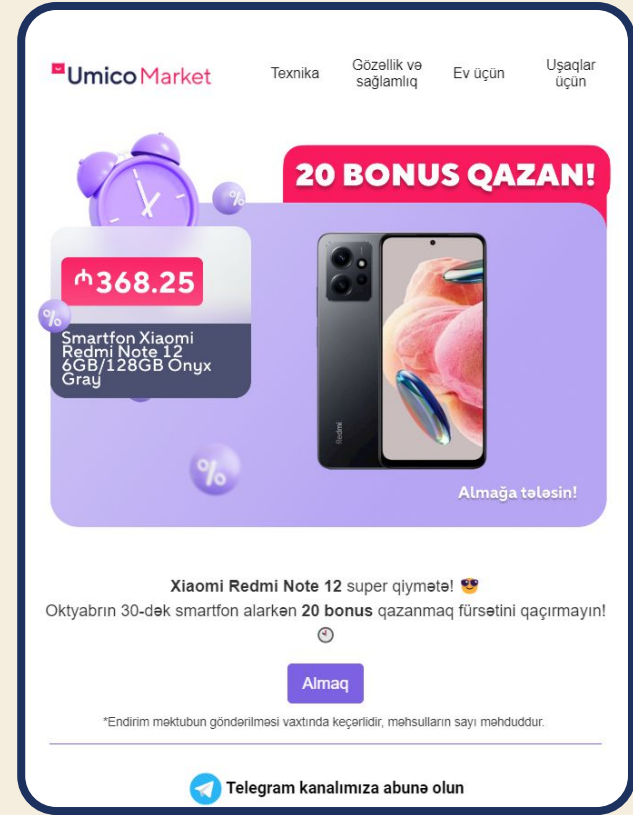 Umico Market
Texnika
Gözəllik və
sağlamlıq
Ev üçün
Uşaqlar
üçün
20 BONUS QAZAN!
₼368.25
Smartfon Xiaomi
Redmi Note 12
6GB/128GB Onyx
Gray
Redmi
%
%
%
Almağa tələsin!
Xiaomi Redmi Note 12 super qiymətə! 😎
Oktyabrın 30-dək smartfon alarkən 20 bonus qazanmaq fürsətini qaçırmayın!
🕙
Almaq
*Endirim məktubun göndərilməsi vaxtında keçərlidir, məhsulların sayı məhduddur.
Telegram kanalımıza abunə olun